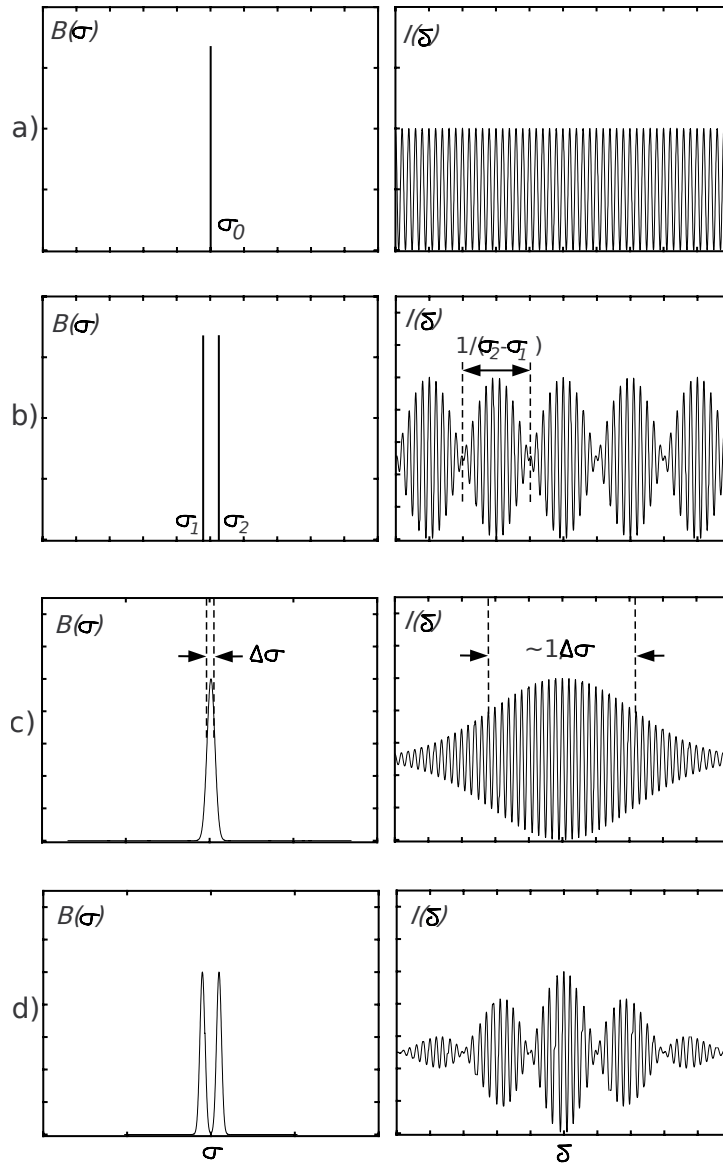 B(σ)
I(δ)
a)
σ0
B(σ)
I(δ)
1/(σ2-σ1)
b)
σ1
σ2
B(σ)
I(δ)
Δσ
~1Δσ
c)
B(σ)
I(δ)
d)
σ
δ